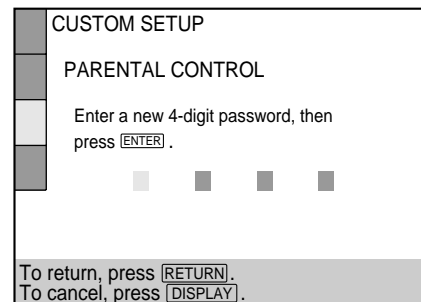 CUSTOM SETUP
PARENTAL CONTROL
Enter a new 4-digit password, then
press ENTER .
To return, press RETURN.
To cancel, press DISPLAY.